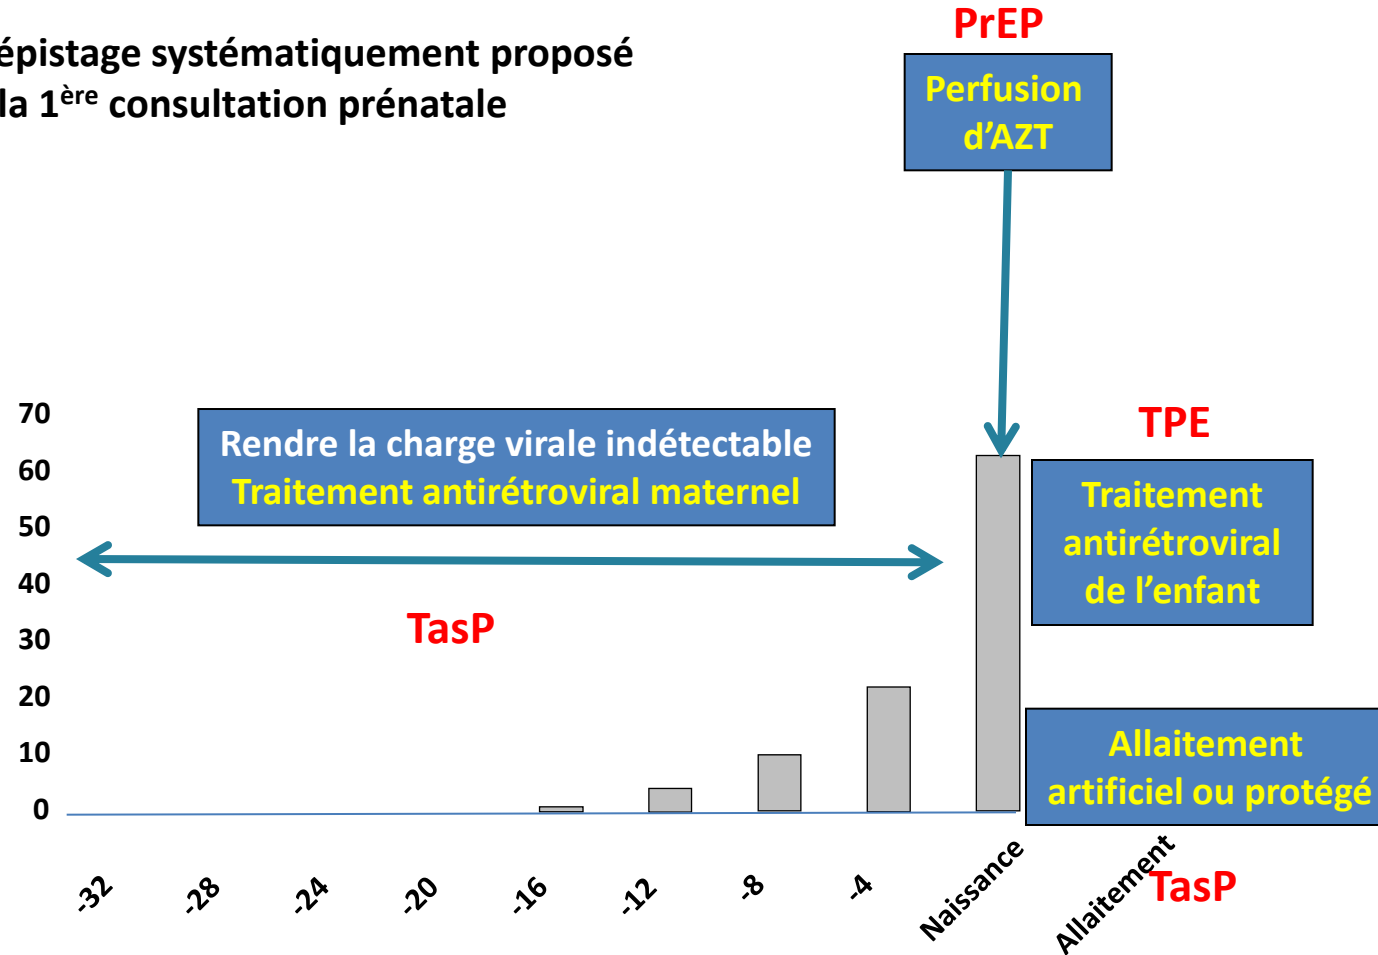 épistage systématiquement proposé
la 1ère consultation prénatale
PrEP
Perfusion
d’AZT
70
60
50
40
30
20
10
0
Rendre la charge virale indétectable
Traitement antirétroviral maternel
TasP
TPE
Traitement
antirétroviral
de l’enfant
Allaitement
artificiel ou protégé
-32
-28
-24
-20
-16
-12
-8
-4
Naissance
Allaitement
TasP